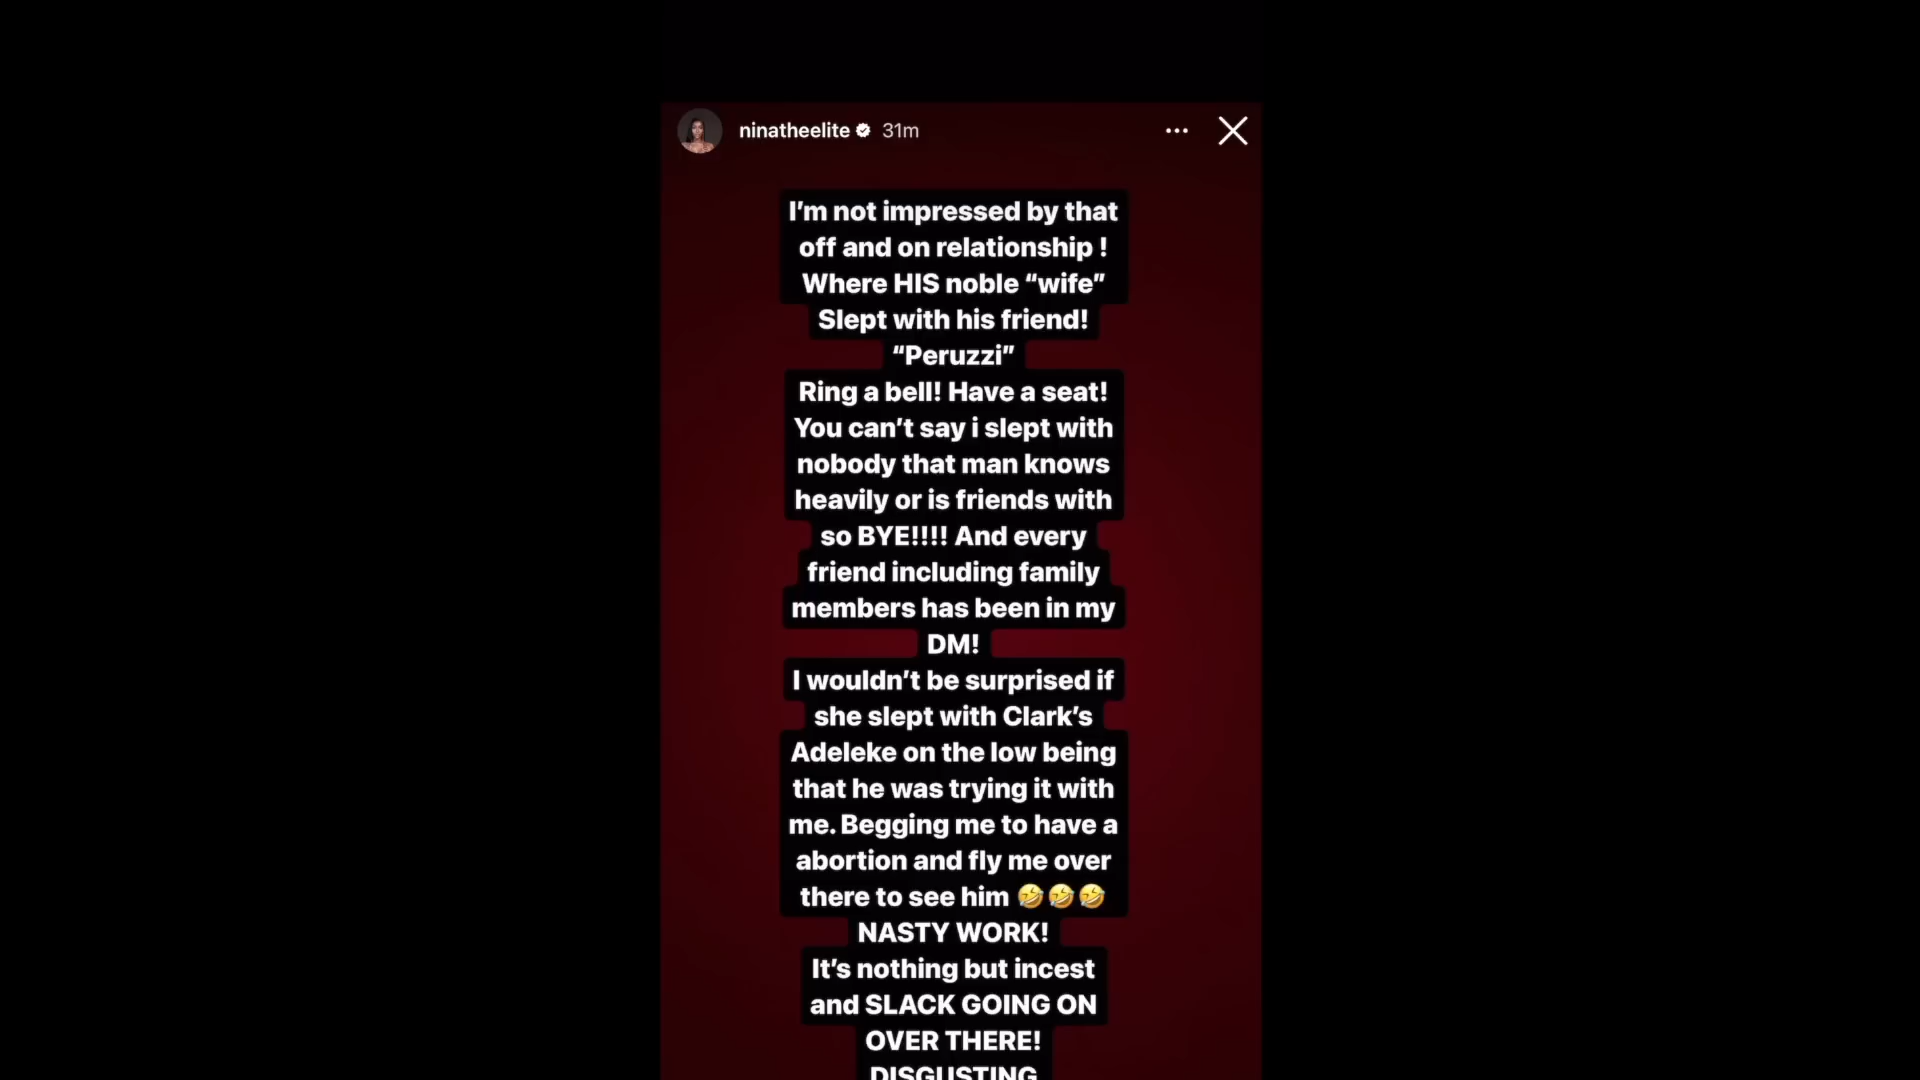 ninatheelite 31m
I'm not impressed by that
off and on relationship !
Where HIS noble “wife”
Slept with his friend!
“Peruzzi”
Ring a bell! Have a seat!
You can't say i slept with
nobody that man knows
heavily or is friends with
so BYE!!!! And every
friend including family
members has been in my
DM!
I wouldn't be surprised if
she slept with Clark's
Adeleke on the low being
that he was trying it with
me. Begging me to have a
abortion and fly me over
there to see him 🤣🤣🤣
NASTY WORK!
It's nothing but incest
and SLACK GOING ON
OVER THERE!
DISGUSTING